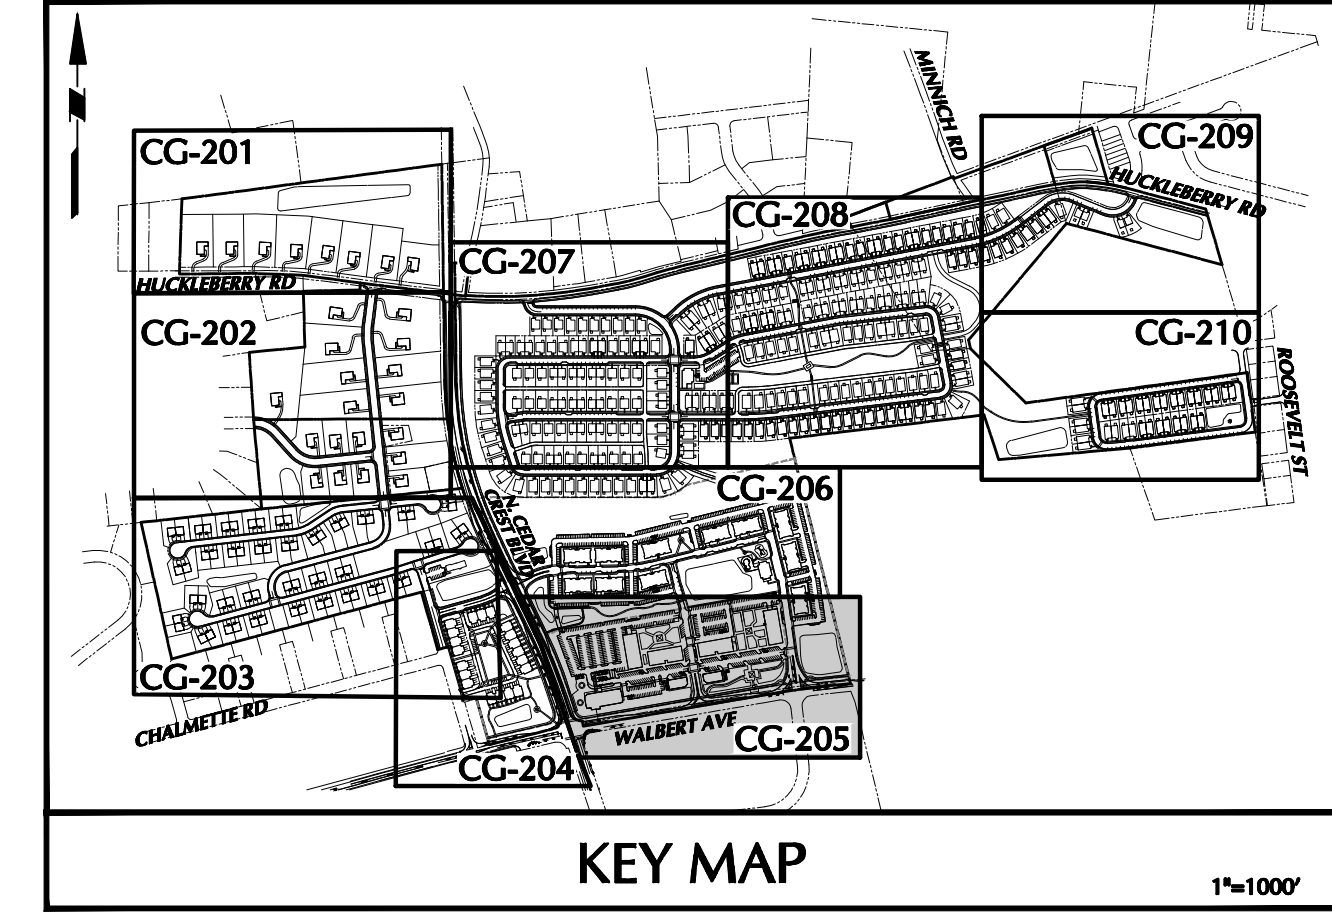 MINNICH RD
CG-201
CG-209
HUCKLEBERRY RD
CG-208
CG-207
HUCKLEBERRY RD
CG-202
CG-210
ROOSEVELT ST
CG-206
N. CEDAR
CREST BLVD
CG-203
CHALMETTE RD
WALBERT AVE
CG-205
CG-204
KEY MAP
1"=1000'